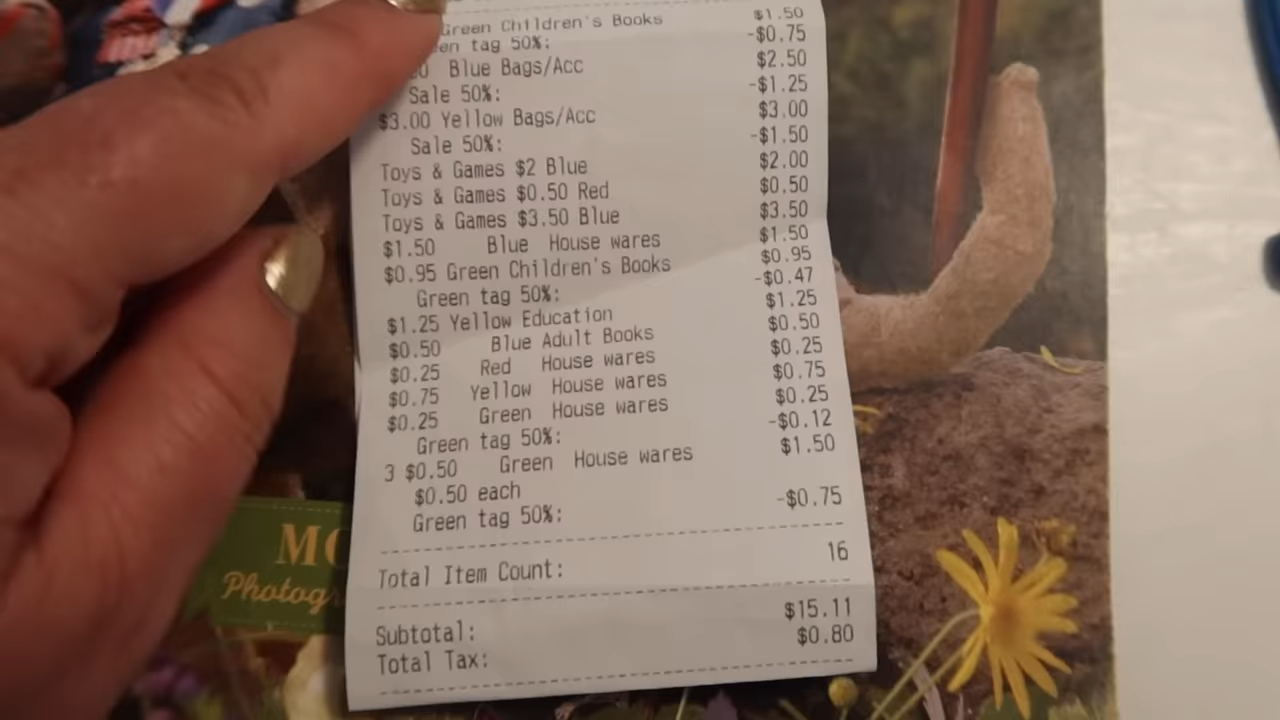 Green Children's Books $1.50
tag 50%: -$0.75
Blue Bags/Acc $2.50
Sale 50%: -$1.25
$3.00 Yellow Bags/Acc $3.00
Sale 50%: -$1.50
Toys & Games $2 Blue $2.00
Toys & Games $0.50 Red $0.50
Toys & Games $3.50 Blue $3.50
$1.50 Blue House wares $1.50
$0.95 Green Children's Books $0.95
Green tag 50%: -$0.47
$1.25 Yellow Education $1.25
$0.50 Blue Adult Books $0.50
$0.25 Red House wares $0.25
$0.75 Yellow House wares $0.75
$0.25 Green House wares $0.25
Green tag 50%: -$0.12
3 $0.50 Green House wares $1.50
$0.50 each
Green tag 50%: -$0.75
Total Item Count: 16
Subtotal: $15.11
Total Tax: $0.80